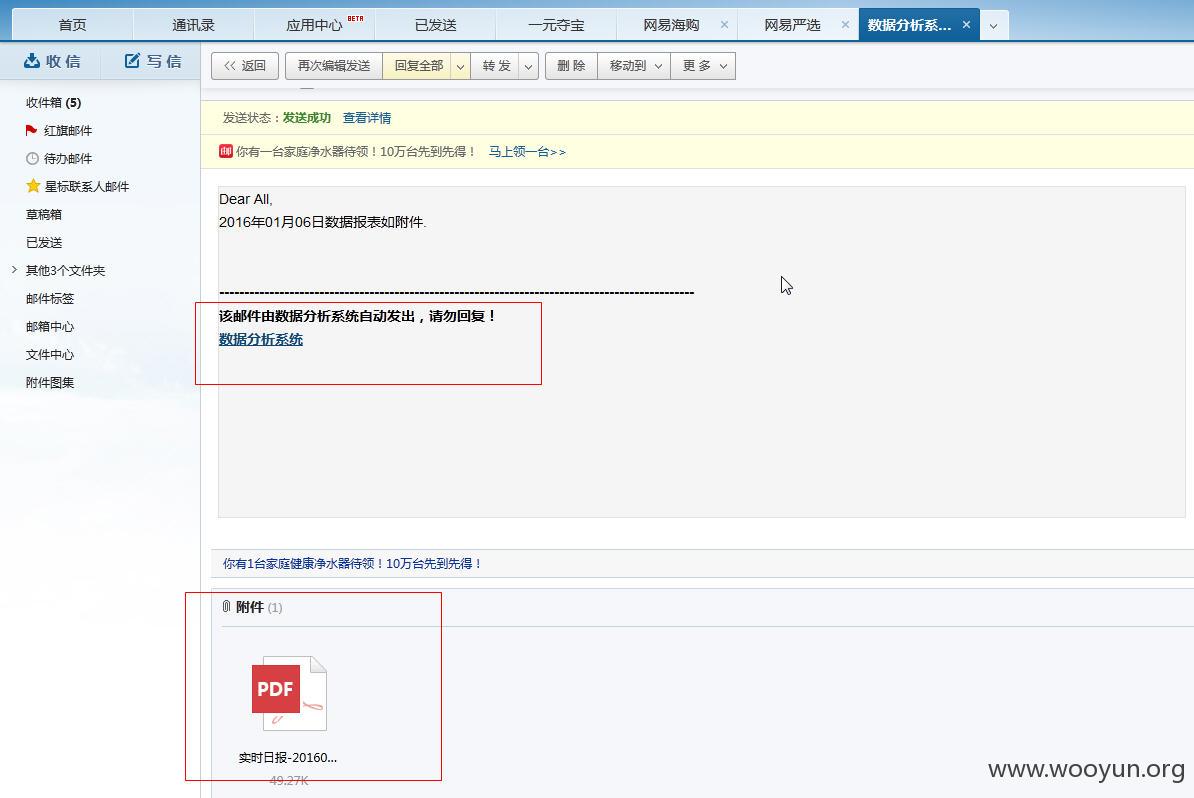 首页 通讯录 应用中心 BETA 已发送 一元夺宝 网易海购 × 网易严选 × 数据分析系... ×
收信 写信
<< 返回 再次编辑发送 回复全部 转 发 删 除 移动到 更 多
收件箱 (5)
红旗邮件
待办邮件
星标联系人邮件
草稿箱
已发送
其他3个文件夹
邮件标签
邮箱中心
文件中心
附件图集
发送状态：发送成功 查看详情
你有一台家庭净水器待领！10万台先到先得！ 马上领一台>>
Dear All,
2016年01月06日数据报表如附件.
-----------------------------------------------------------------------------------------------
该邮件由数据分析系统自动发出，请勿回复！
数据分析系统
你有1台家庭健康净水器待领！10万台先到先得！
附件 (1)
PDF
实时日报-20160...
49.27K
www.wooyun.org